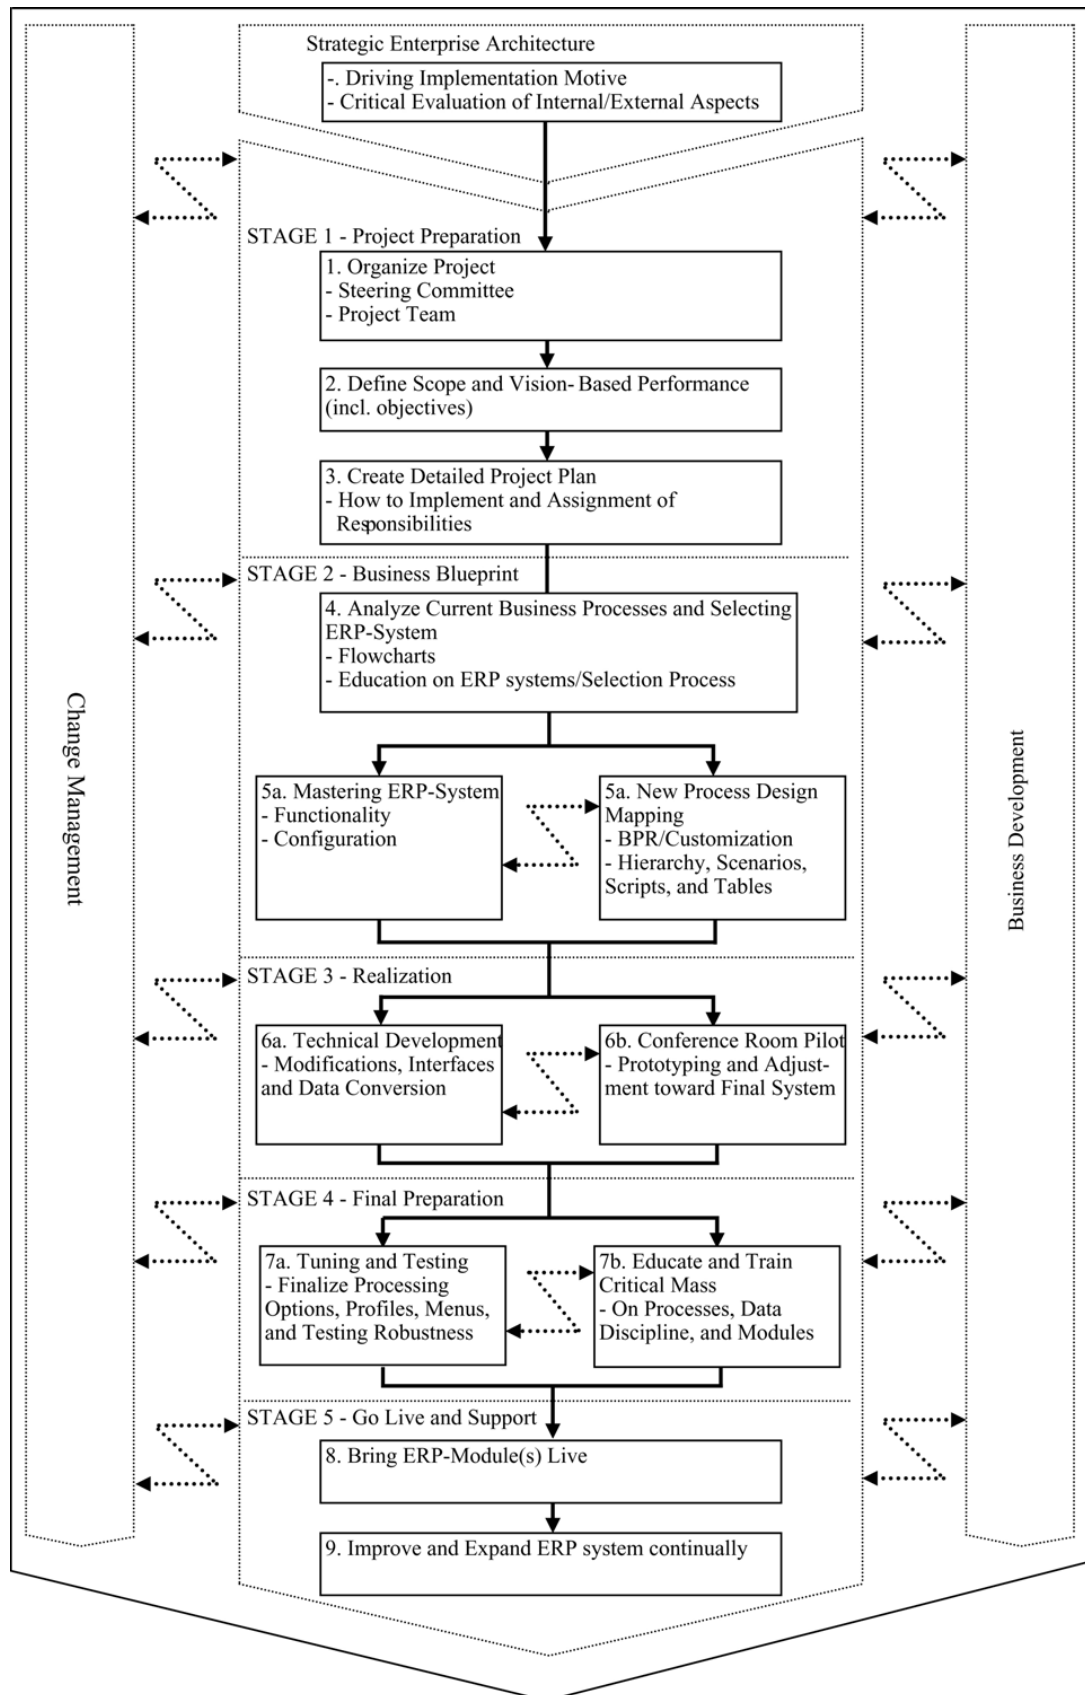 Strategic Enterprise Architecture
-. Driving Implementation Motive
- Critical Evaluation of Internal/External Aspects
STAGE 1 - Project Preparation
1. Organize Project
- Steering Committee
- Project Team
2. Define Scope and Vision- Based Performance
(incl. objectives)
3. Create Detailed Project Plan
- How to Implement and Assignment of
Responsibilities
STAGE 2 - Business Blueprint
4. Analyze Current Business Processes and Selecting
ERP-System
- Flowcharts
- Education on ERP systems/Selection Process
Change Management
Business Development
5a. Mastering ERP-System
- Functionality
- Configuration
5a. New Process Design
Mapping
- BPR/Customization
- Hierarchy, Scenarios,
Scripts, and Tables
STAGE 3 - Realization
6a. Technical Development
- Modifications, Interfaces
and Data Conversion
6b. Conference Room Pilot
- Prototyping and Adjust-
ment toward Final System
STAGE 4 - Final Preparation
7a. Tuning and Testing
- Finalize Processing
Options, Profiles, Menus,
and Testing Robustness
7b. Educate and Train
Critical Mass
- On Processes, Data
Discipline, and Modules
STAGE 5 - Go Live and Support
8. Bring ERP-Module(s) Live
9. Improve and Expand ERP system continually